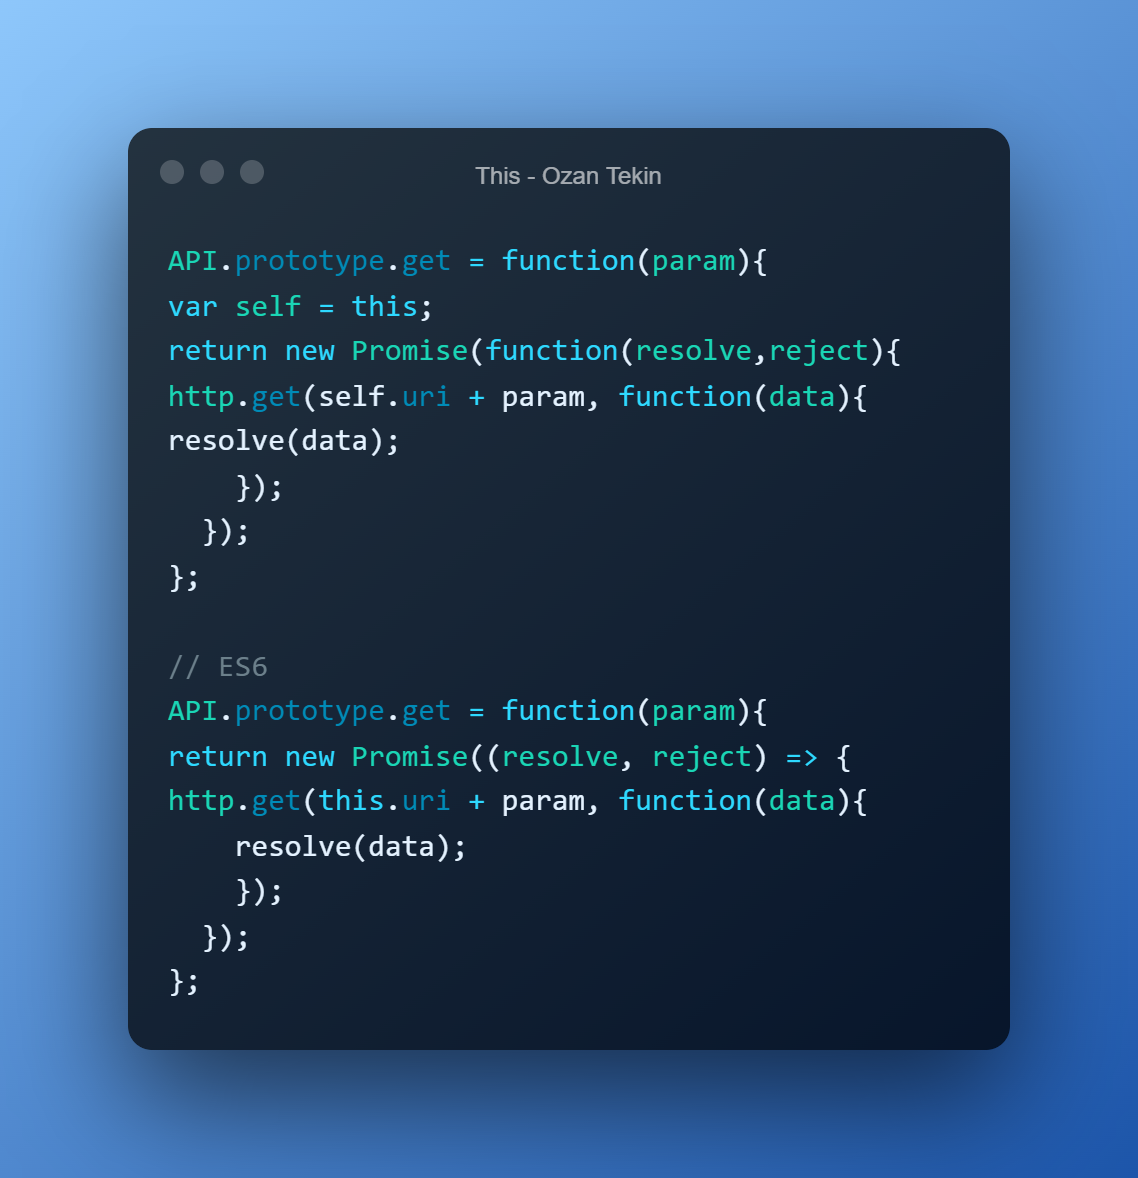 This - Ozan Tekin
API.prototype.get = function(param){
var self = this;
return new Promise(function(resolve,reject){
http.get(self.uri + param, function(data){
resolve(data);
    });
  });
};

// ES6
API.prototype.get = function(param){
return new Promise((resolve, reject) => {
http.get(this.uri + param, function(data){
    resolve(data);
    });
  });
};